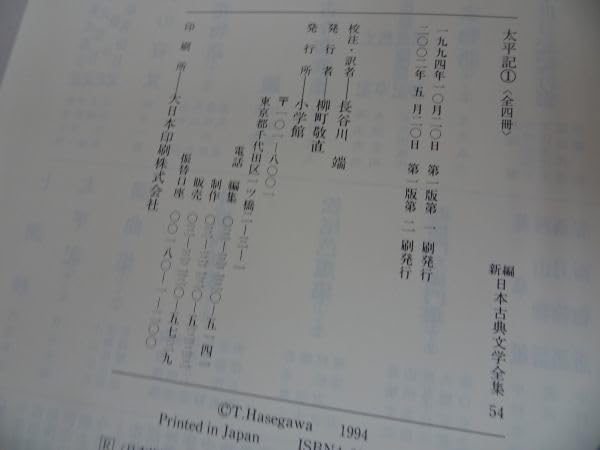 新編
日本古典文学全集 54
太平記① 〈全四冊〉
一九九四年一〇月二〇日 第一版第一刷発行
二〇〇二年 五月二〇日 第一版第二刷発行
校注・訳者──長谷川 端
発行者──柳町敬直
発行所──小学館
〒一〇一―八〇〇一
東京都千代田区一ツ橋二―三―一
電話 編集
制作
販売
振替口座 〇〇一八〇―一―二〇〇
印刷所──大日本印刷株式会社
©T.Hasegawa 1994
Printed in Japan ISBN4